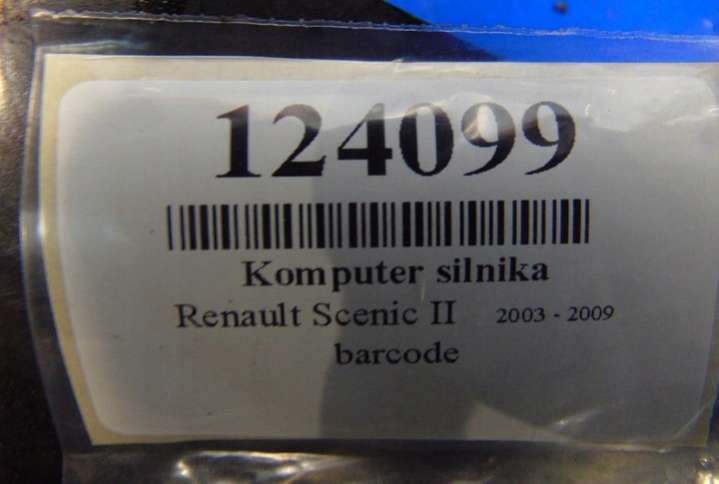 124099
Komputer silnika
Renault Scenic II 2003 - 2009
barcode